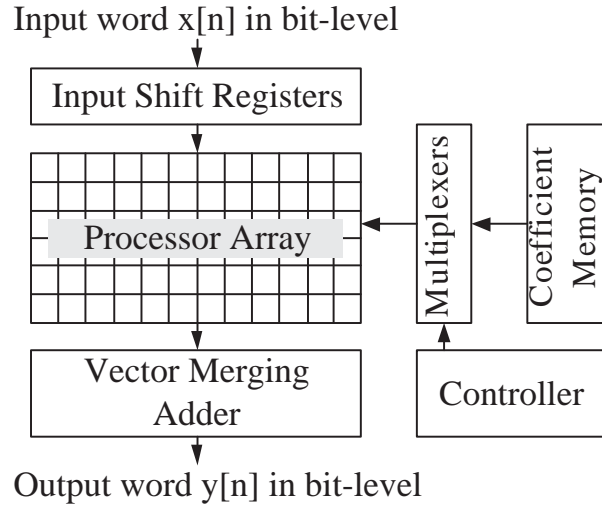 Input word x[n] in bit-level
Input Shift Registers
Processor Array
Multiplexers
Coefficient
Memory
Vector Merging
Adder
Controller
Output word y[n] in bit-level